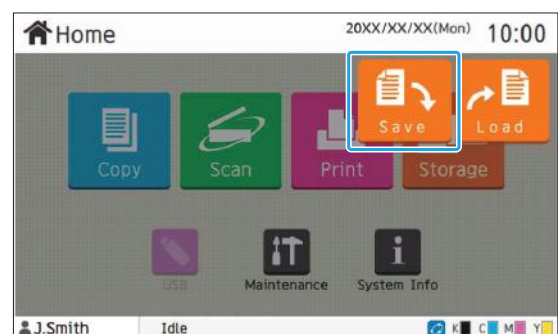 Home 20XX/XX/XX(Mon) 10:00
Save Load
Copy Scan Print Storage
USB Maintenance System Info
J.Smith Idle K C M Y